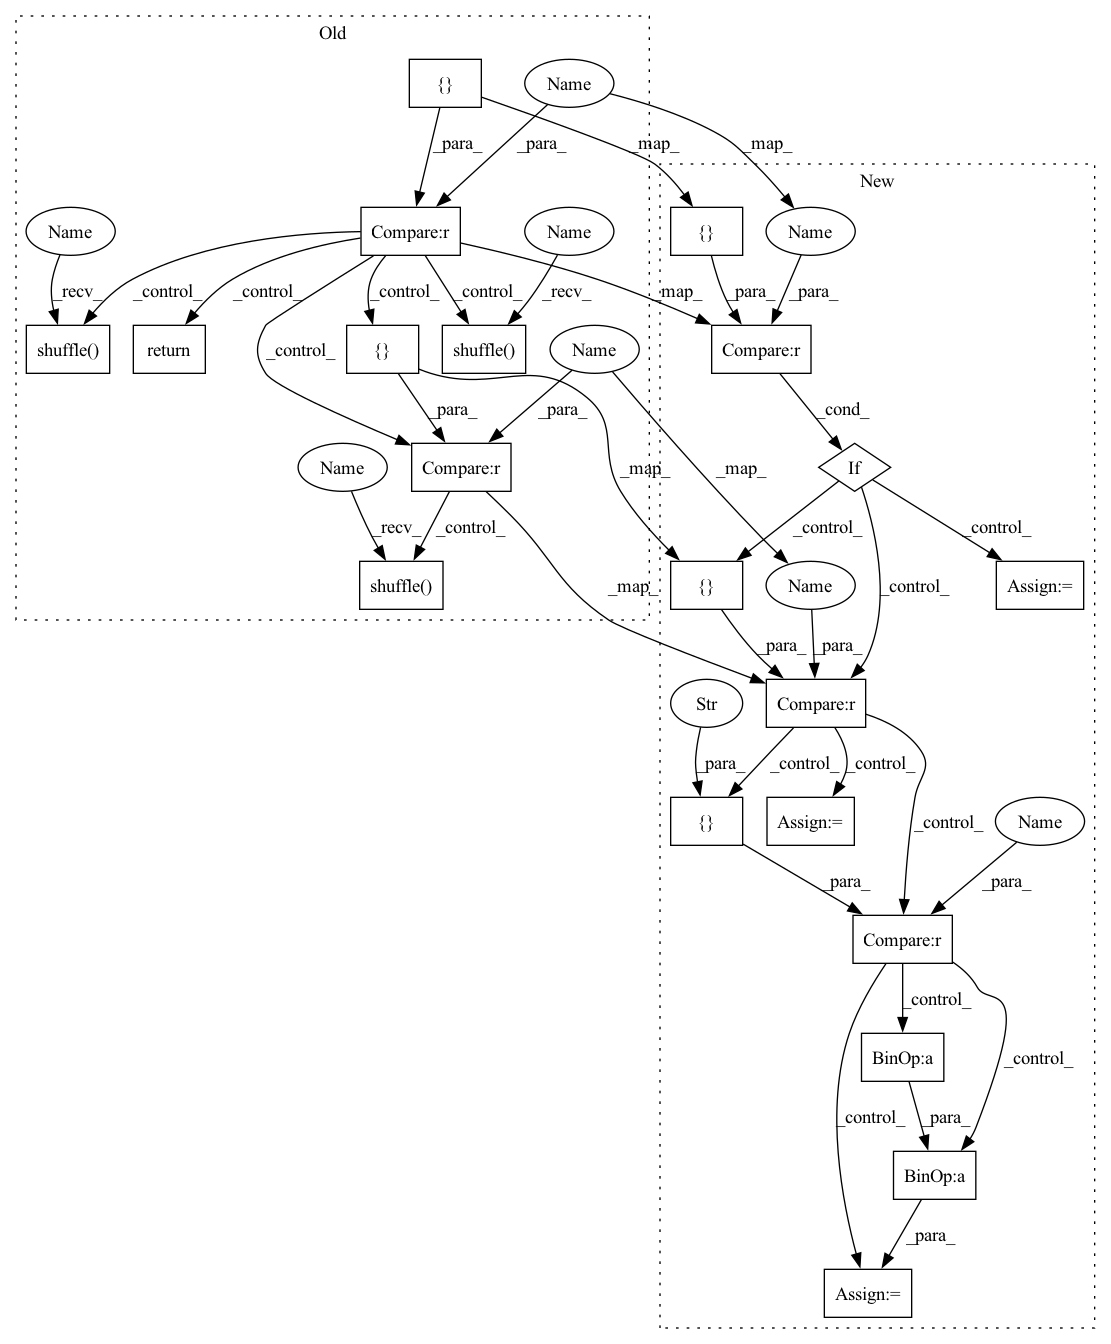 Old
{}
Name
_para_
_para_
_map_
_map_
New
Name
Compare:r
Name
{}
Name
_recv_
_control_
_control_
_control_
_control_
_recv_
_map_
_para_
_para_
shuffle()
return
_control_
{}
shuffle()
Name
Compare:r
_para_
_para_
_cond_
Name
Compare:r
_map_
_map_
If
_recv_
_control_
_control_
_control_
shuffle()
_map_
{}
Name
_control_
Assign:=
_para_
_para_
Str
Compare:r
_para_
_control_
_control_
{}
Assign:=
_control_
Name
_para_
_para_
Compare:r
_control_
BinOp:a
_control_
_control_
_para_
BinOp:a
_para_
Assign:=